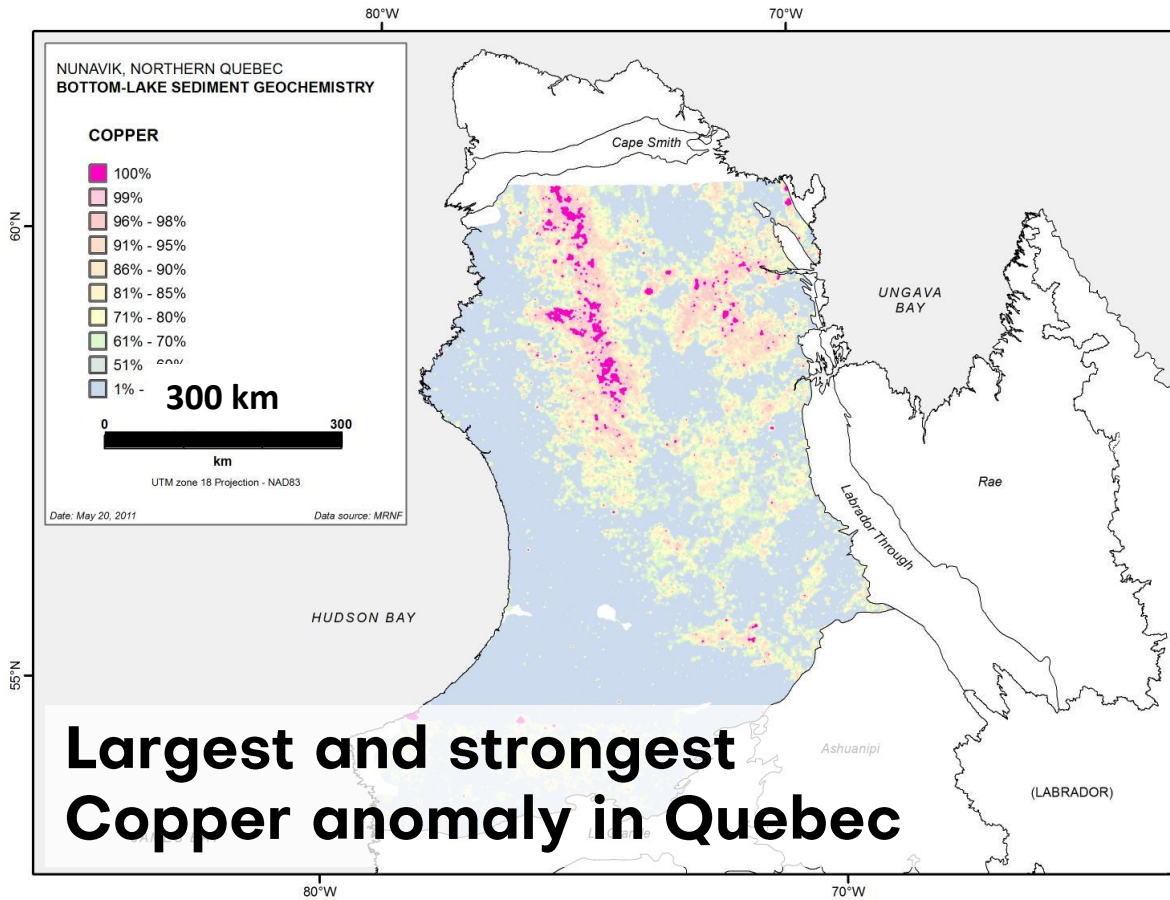 80°W
70°W
NUNAVIK, NORTHERN QUEBEC
BOTTOM-LAKE SEDIMENT GEOCHEMISTRY
COPPER
100%
99%
96% - 98%
91% - 95%
86% - 90%
81% - 85%
71% - 80%
61% - 70%
51% - 60%
1% -
300 km
0
300
km
UTM zone 18 Projection - NAD83
Date: May 20, 2011
Data source: MRNF
60°N
55°N
Cape Smith
UNGAVA
BAY
Rae
Labrador Through
HUDSON BAY
Ashuanipi
(LABRADOR)
Largest and strongest
Copper anomaly in Quebec
80°W
70°W